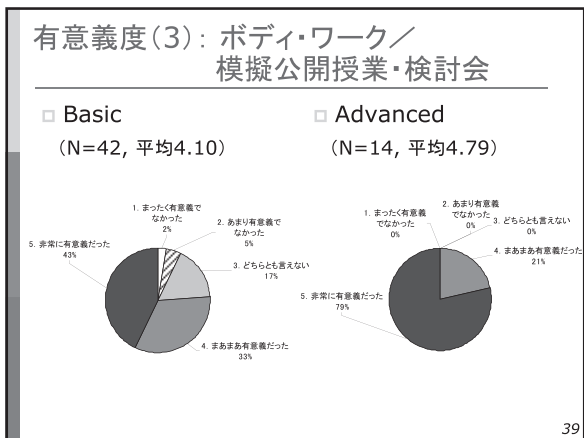 有意義度(3)： ボディ・ワーク／
模擬公開授業・検討会
Basic
（N=42, 平均4.10）
1. まったく有意義で
なかった
2%
2. あまり有意義で
なかった
5%
3. どちらとも言えない
17%
4. まあまあ有意義だった
33%
5. 非常に有意義だった
43%
Advanced
（N=14, 平均4.79）
1. まったく有意義
でなかった
0%
2. あまり有意義
でなかった
0%
3. どちらとも言えない
0%
4. まあまあ有意義だった
21%
5. 非常に有意義だった
79%
39